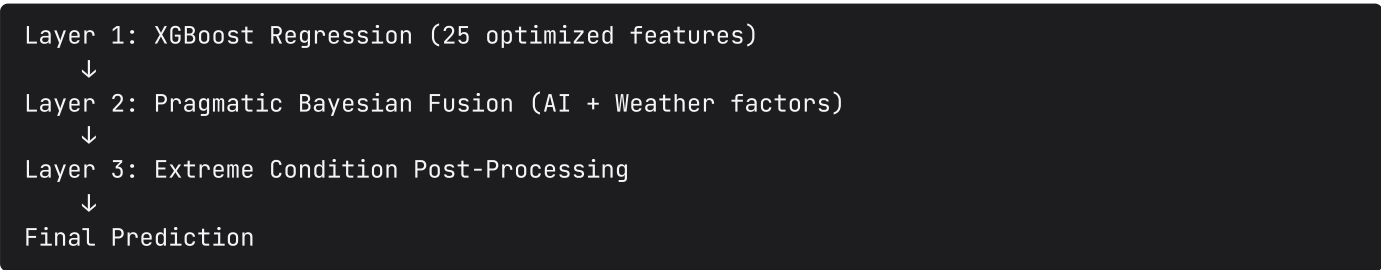 Layer 1: XGBoost Regression (25 optimized features)
↓
Layer 2: Pragmatic Bayesian Fusion (AI + Weather factors)
↓
Layer 3: Extreme Condition Post-Processing
↓
Final Prediction